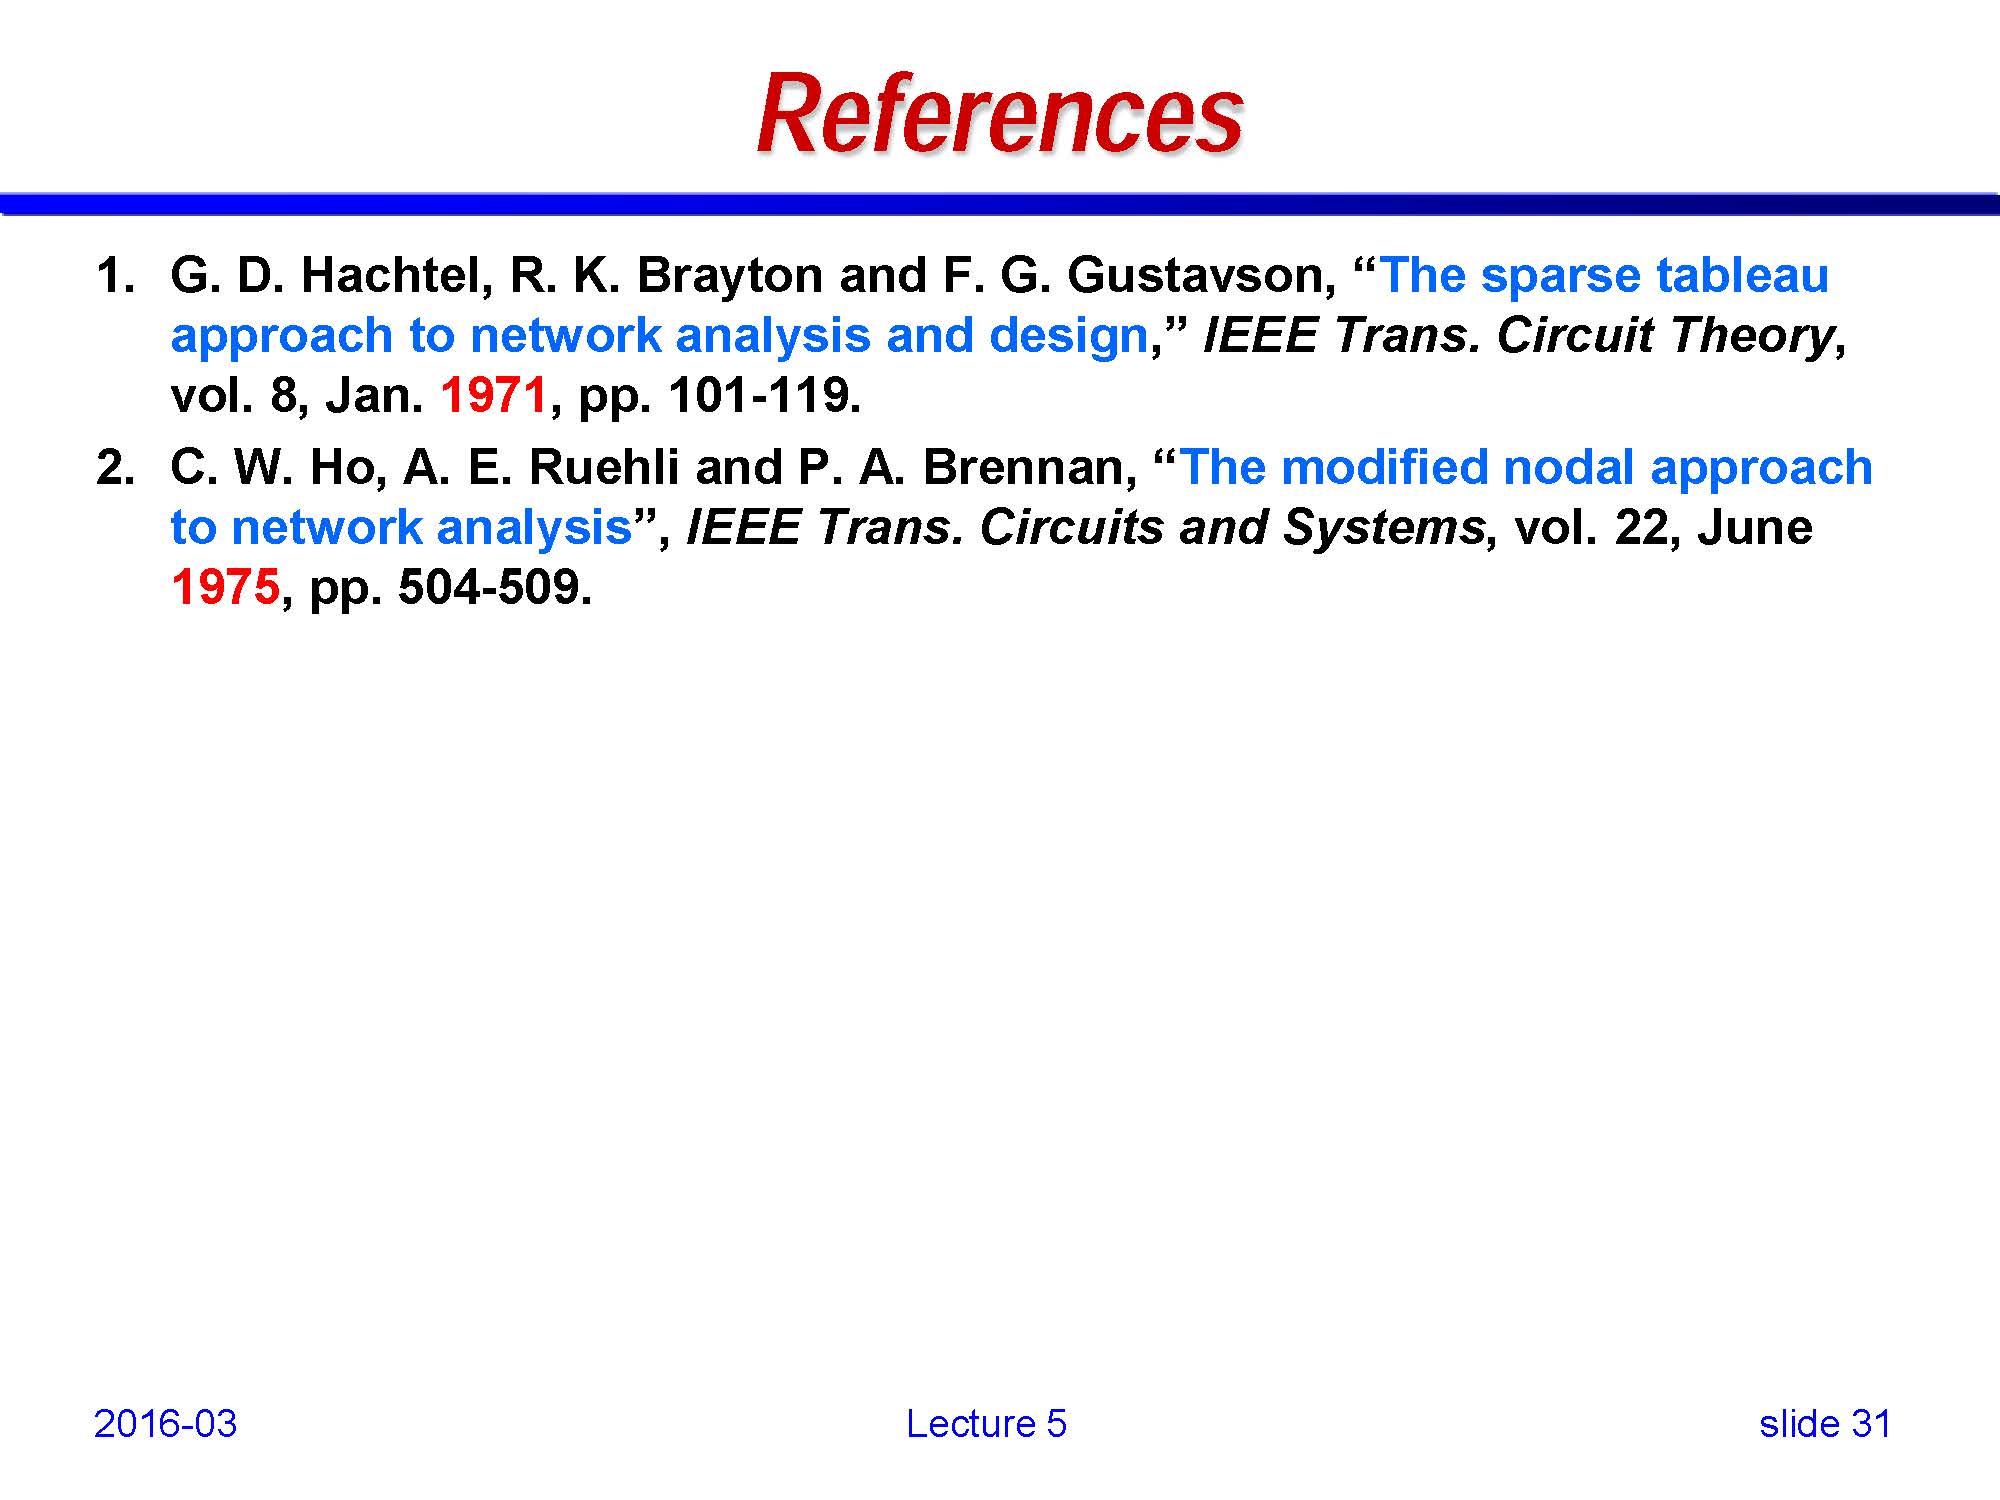 References
1. G. D. Hachtel, R. K. Brayton and F. G. Gustavson, “The sparse tableau
approach to network analysis and design,” IEEE Trans. Circuit Theory,
vol. 8, Jan. 1971, pp. 101-119.
2. C. W. Ho, A. E. Ruehli and P. A. Brennan, “The modified nodal approach
to network analysis”, IEEE Trans. Circuits and Systems, vol. 22, June
1975, pp. 504-509.
2016-03
Lecture 5
slide 31